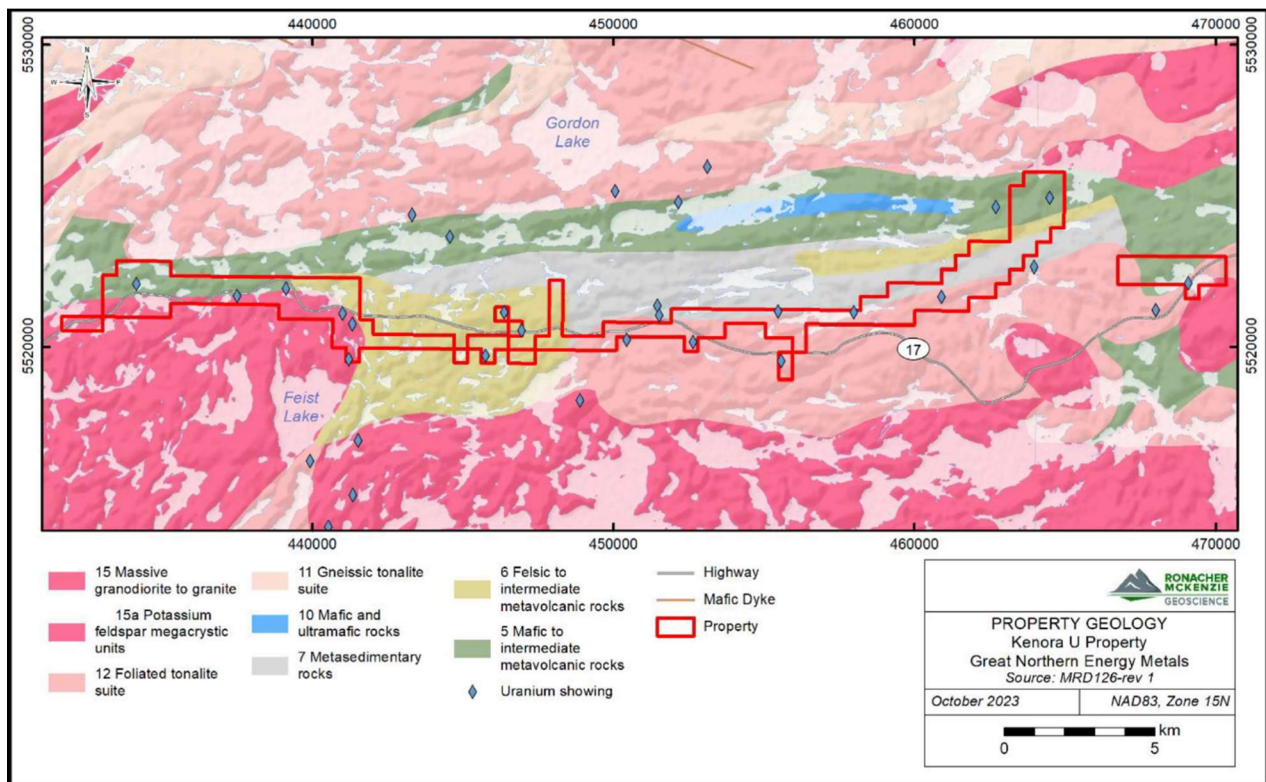 440000
450000
460000
470000
5530000
5530000
N
W
E
S
Gordon
Lake
5520000
5520000
17
Feist
Lake
440000
450000
460000
470000
15 Massive
granodiorite to granite
15a Potassium
feldspar megacrystic
units
12 Foliated tonalite
suite
11 Gneissic tonalite
suite
10 Mafic and
ultramafic rocks
7 Metasedimentary
rocks
6 Felsic to
intermediate
metavolcanic rocks
5 Mafic to
intermediate
metavolcanic rocks
Uranium showing
Highway
Mafic Dyke
Property
RONACHER
MCKENZIE
GEOSCIENCE
PROPERTY GEOLOGY
Kenora U Property
Great Northern Energy Metals
Source: MRD126-rev 1
October 2023
NAD83, Zone 15N
km
0
5